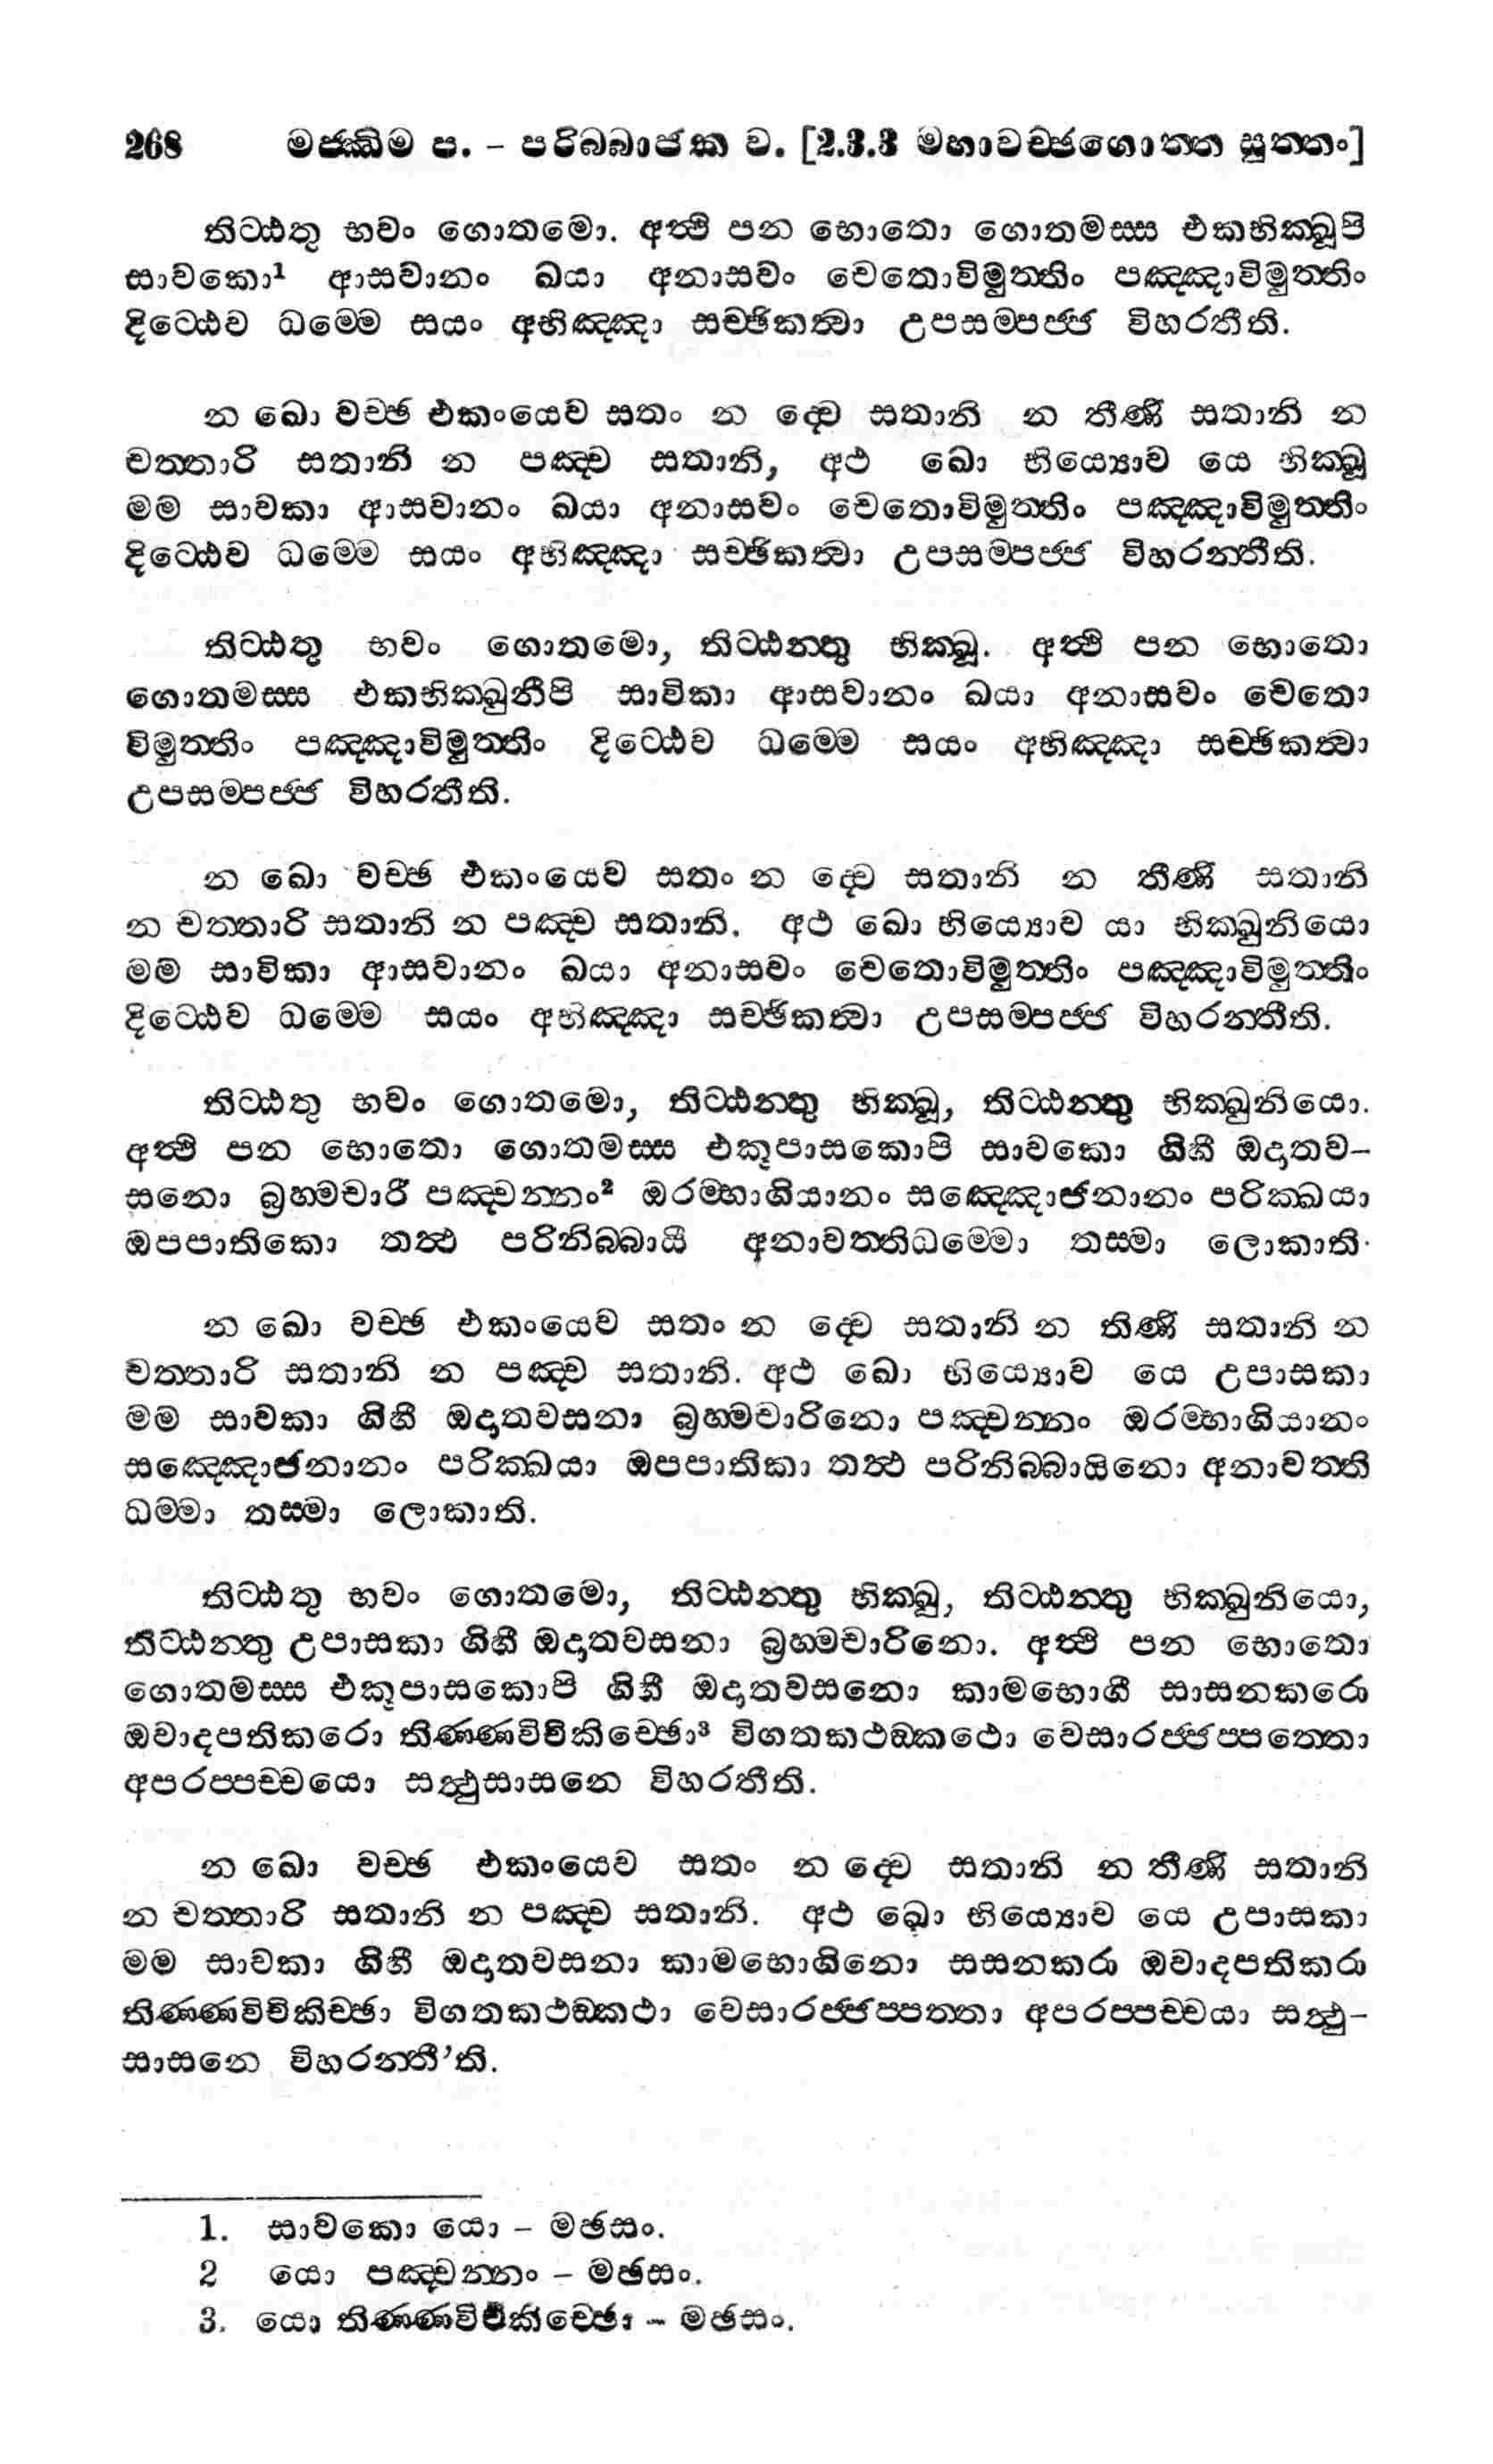 268 මජ්ඣිම ප. - පරිබ්බාජක ව. [2.3.3 මහාවච්ඡගොත්ත සුත්තං]
තිට්ඨතු භවං ගොතමො. අත්ථි පන භොතො ගොතමස්ස එකභික්ඛූපි
සාවකො¹ ආසවානං ඛයා අනාසවං චෙතොවිමුත්තිං පඤ්ඤාවිමුත්තිං
දිට්ඨෙව ධම්මෙ සයං අභිඤ්ඤා සච්ඡිකත්වා උපසම්පජ්ජ විහරතීති.
න ඛො වච්ඡ එකංයෙව සතං න ද්වෙ සතානි න තීණි සතානි න
චත්තාරි සතානි න පඤ්ච සතානි, අථ ඛො භිය්‍යොව යෙ භික්ඛූ
මම සාවකා ආසවානං ඛයා අනාසවං චෙතොවිමුත්තිං පඤ්ඤාවිමුත්තිං
දිට්ඨෙව ධම්මෙ සයං අභිඤ්ඤා සච්ඡිකත්වා උපසම්පජ්ජ විහරන්තීති.
තිට්ඨතු භවං ගොතමො, තිට්ඨන්තු භික්ඛූ. අත්ථි පන භොතො
ගොතමස්ස එකභික්ඛුනීපි සාවිකා ආසවානං ඛයා අනාසවං චෙතො
විමුත්තිං පඤ්ඤාවිමුත්තිං දිට්ඨෙව ධම්මෙ සයං අභිඤ්ඤා සච්ඡිකත්වා
උපසම්පජ්ජ විහරතීති.
න ඛො වච්ඡ එකංයෙව සතං න ද්වෙ සතානි න තීණි සතානි
න චත්තාරි සතානි න පඤ්ච සතානි. අථ ඛො භිය්‍යොව යා භික්ඛුනියො
මම සාවිකා ආසවානං ඛයා අනාසවං චෙතොවිමුත්තිං පඤ්ඤාවිමුත්තිං
දිට්ඨෙව ධම්මෙ සයං අභිඤ්ඤා සච්ඡිකත්වා උපසම්පජ්ජ විහරන්තීති.
තිට්ඨතු භවං ගොතමො, තිට්ඨන්තු භික්ඛූ, තිට්ඨන්තු භික්ඛුනියො.
අත්ථි පන භොතො ගොතමස්ස එකූපාසකොපි සාවකො ගිහී ඔදාතව-
සනො බ්‍රහ්මචාරී පඤ්චන්නං² ඔරම්භාගියානං සඤ්ඤොජනානං පරික්ඛයා
ඔපපාතිකො තත්ථ පරිනිබ්බායී අනාවත්තිධම්මො තස්මා ලොකාති.
න ඛො වච්ඡ එකංයෙව සතං න ද්වෙ සතානි න තිණි සතානි න
චත්තාරි සතානි න පඤ්ච සතානි. අථ ඛො භිය්‍යොව යෙ උපාසකා
මම සාවකා ගිහී ඔදාතවසනා බ්‍රහ්මචාරිනො පඤ්චන්නං ඔරම්භාගියානං
සඤ්ඤොජනානං පරික්ඛයා ඔපපාතිකා තත්ථ පරිනිබ්බායිනො අනාවත්ති
ධම්මා තස්මා ලොකාති.
තිට්ඨතු භවං ගොතමො, තිට්ඨන්තු භික්ඛු, තිට්ඨන්තු භික්ඛුනියො,
තිට්ඨන්තු උපාසකා ගිහී ඔදාතවසනා බ්‍රහ්මචාරිනො. අත්ථි පන භොතො
ගොතමස්ස එකූපාසකොපි ගිහී ඔදාතවසනො කාමභොගී සාසනකරො
ඔවාදපතිකරො තිණ්ණවිචිකිච්ඡො³ විගතකථඞ්කථො වෙසාරජ්ජප්පත්තො
අපරප්පච්චයො සත්ථුසාසනෙ විහරතීති.
න ඛො වච්ඡ එකංයෙව සතං න ද්වෙ සතානි න තීණි සතානි
න චත්තාරි සතානි න පඤ්ච සතානි. අථ ඛො භිය්‍යොව යෙ උපාසකා
මම සාවකා ගිහී ඔදාතවසනා කාමභොගිනො සසනකරා ඔවාදපතිකරා
තිණ්ණවිචිකිච්ඡා විගතකථඞ්කථා වෙසාරජ්ජප්පත්තා අපරප්පච්චයා සත්ථු-
සාසනෙ විහරන්තී'ති.
1. සාවකො යො - මඡසං.
2 යො පඤ්චන්නං - මඡසං.
3. යො තිණ්ණවිචිකිච්ඡො - මඡසං.